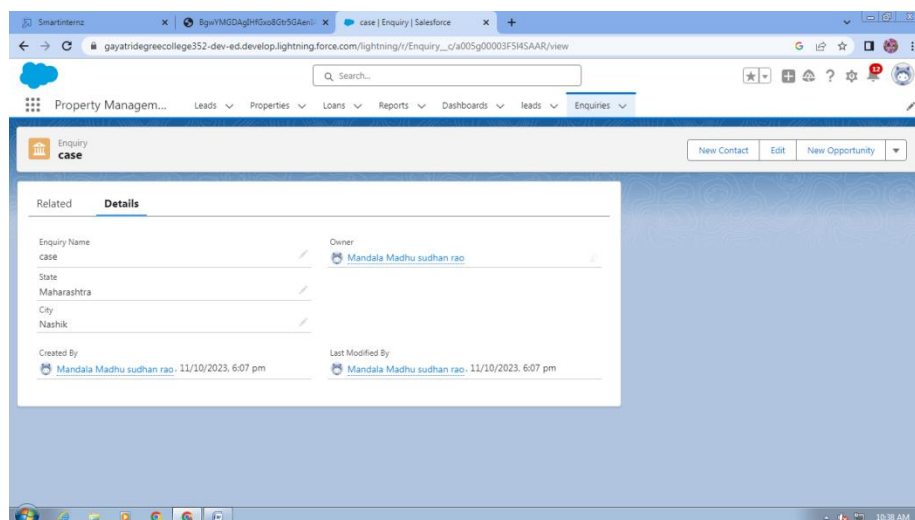 Smartinternz
case | Enquiry | Salesforce
gayatridegreecollege352-dev-ed.develop.lightning.force.com/lightning/r/Enquiry__c/a005g00003F5I4SAAR/view
Search...
12
Property Managem... Leads Properties Loans Reports Dashboards leads Enquiries
Enquiry
case
New Contact Edit New Opportunity
Related Details
Enquiry Name Owner
case Mandala Madhu sudhan rao
State
Maharashtra
City
Nashik
Created By Last Modified By
Mandala Madhu sudhan rao, 11/10/2023, 6:07 pm Mandala Madhu sudhan rao, 11/10/2023, 6:07 pm
10:38 AM